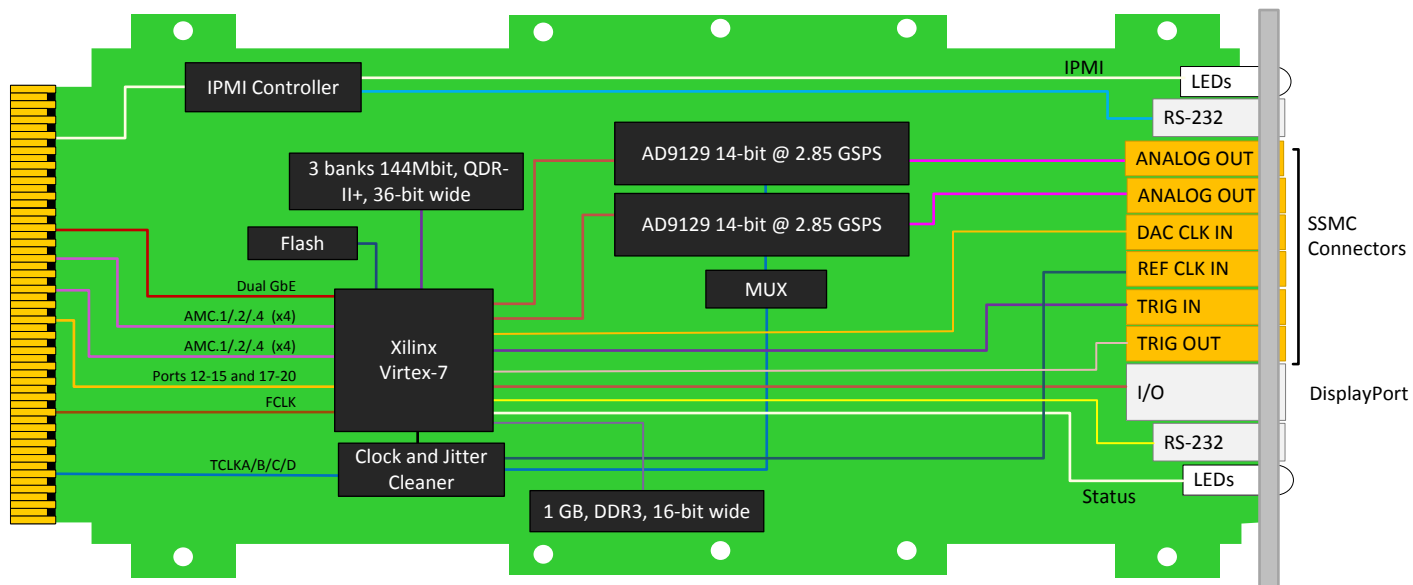 IPMI
LEDs
IPMI Controller
RS-232
AD9129 14-bit @ 2.85 GSPS
ANALOG OUT
3 banks 144Mbit, QDR-
II+, 36-bit wide
ANALOG OUT
AD9129 14-bit @ 2.85 GSPS
DAC CLK IN
SSMC
Connectors
Flash
REF CLK IN
Dual GbE
MUX
TRIG IN
AMC.1/.2/.4 (x4)
TRIG OUT
AMC.1/.2/.4 (x4)
Xilinx
Virtex-7
Ports 12-15 and 17-20
I/O
DisplayPort
FCLK
RS-232
TCLKA/B/C/D
Clock and Jitter
Cleaner
LEDs
Status
1 GB, DDR3, 16-bit wide